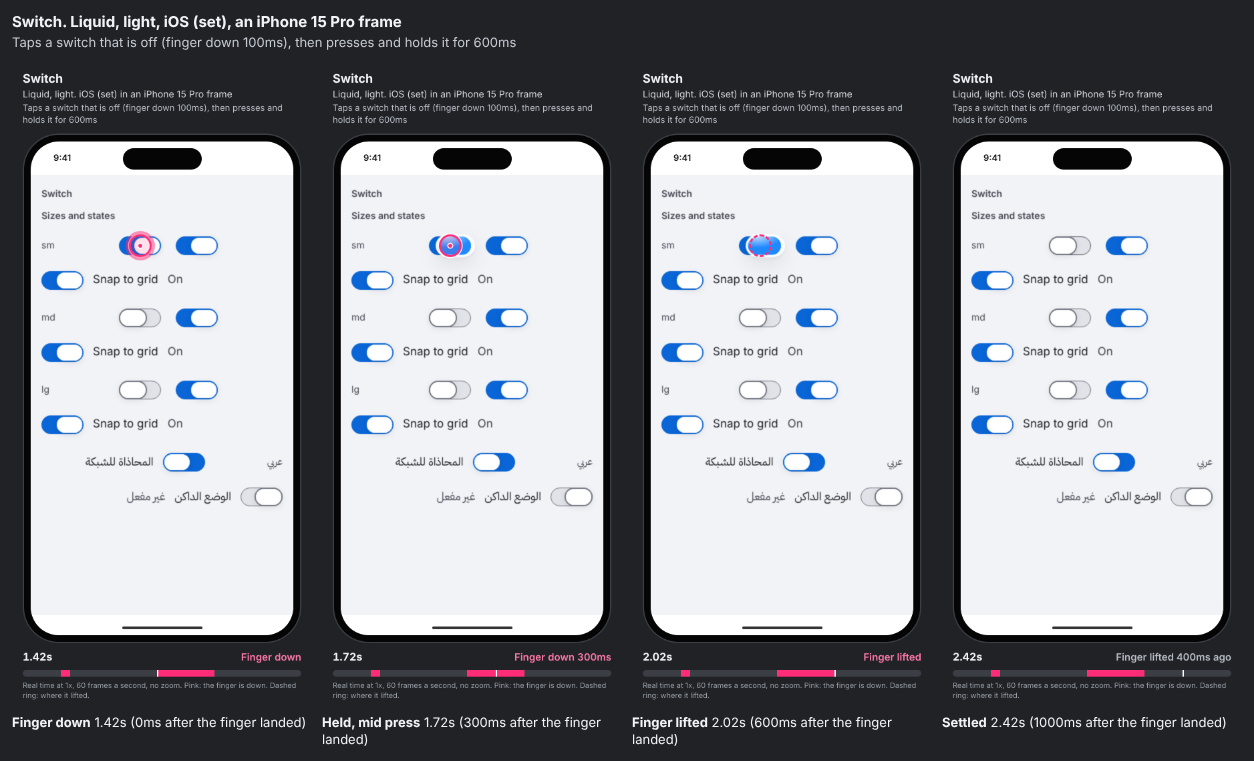 Switch. Liquid, light, iOS (set), an iPhone 15 Pro frame
Taps a switch that is off (finger down 100ms), then presses and holds it for 600ms
Switch
Liquid, light. iOS (set) in an iPhone 15 Pro frame
Taps a switch that is off (finger down 100ms), then presses and
holds it for 600ms
9:41
Switch
Sizes and states
sm
Snap to grid On
md
Snap to grid On
lg
Snap to grid On
عربي
المحاذاة للشبكة
الوضع الداكن غير مفعل
1.42s
Finger down
Real time at 1x, 60 frames a second, no zoom. Pink: the finger is down. Dashed
ring: where it lifted.
Finger down 1.42s (0ms after the finger landed)
Switch
Liquid, light. iOS (set) in an iPhone 15 Pro frame
Taps a switch that is off (finger down 100ms), then presses and
holds it for 600ms
9:41
Switch
Sizes and states
sm
Snap to grid On
md
Snap to grid On
lg
Snap to grid On
عربي
المحاذاة للشبكة
الوضع الداكن غير مفعل
1.72s
Finger down 300ms
Real time at 1x, 60 frames a second, no zoom. Pink: the finger is down. Dashed
ring: where it lifted.
Held, mid press 1.72s (300ms after the finger
landed)
Switch
Liquid, light. iOS (set) in an iPhone 15 Pro frame
Taps a switch that is off (finger down 100ms), then presses and
holds it for 600ms
9:41
Switch
Sizes and states
sm
Snap to grid On
md
Snap to grid On
lg
Snap to grid On
عربي
المحاذاة للشبكة
الوضع الداكن غير مفعل
2.02s
Finger lifted
Real time at 1x, 60 frames a second, no zoom. Pink: the finger is down. Dashed
ring: where it lifted.
Finger lifted 2.02s (600ms after the finger
landed)
Switch
Liquid, light. iOS (set) in an iPhone 15 Pro frame
Taps a switch that is off (finger down 100ms), then presses and
holds it for 600ms
9:41
Switch
Sizes and states
sm
Snap to grid On
md
Snap to grid On
lg
Snap to grid On
عربي
المحاذاة للشبكة
الوضع الداكن غير مفعل
2.42s
Finger lifted 400ms ago
Real time at 1x, 60 frames a second, no zoom. Pink: the finger is down. Dashed
ring: where it lifted.
Settled 2.42s (1000ms after the finger landed)